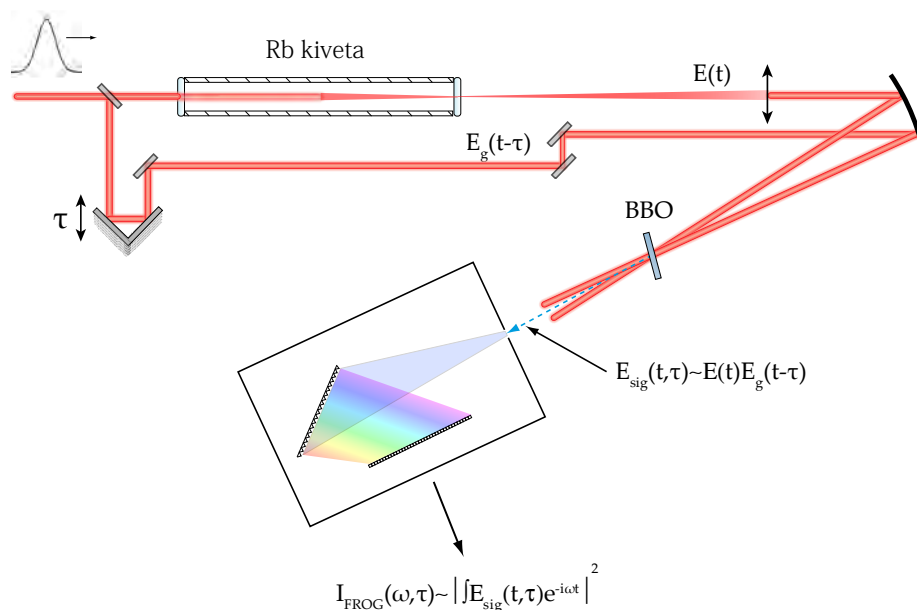 Rb kiveta
E(t)
E_g(t-τ)
τ
BBO
E_sig(t,τ)~E(t)E_g(t-τ)
I_FROG(ω,τ)~|∫E_sig(t,τ)e^-iωt|^2